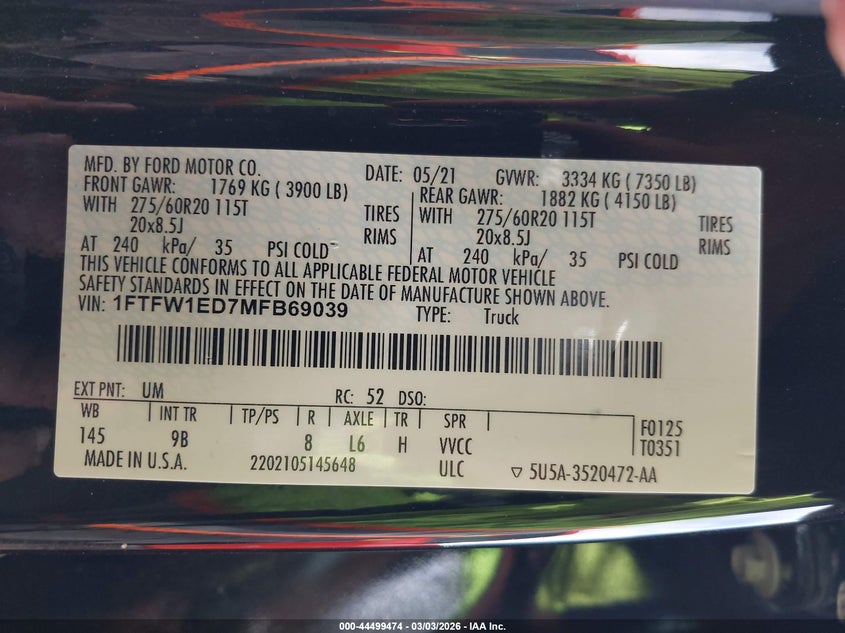 MFD. BY FORD MOTOR CO. DATE: 05/21 GVWR: 3334 KG ( 7350 LB)
FRONT GAWR: 1769 KG ( 3900 LB) REAR GAWR: 1882 KG ( 4150 LB)
WITH 275/60R20 115T TIRES WITH 275/60R20 115T TIRES
20x8.5J RIMS 20x8.5J RIMS
AT 240 kPa/ 35 PSI COLD AT 240 kPa/ 35 PSI COLD
THIS VEHICLE CONFORMS TO ALL APPLICABLE FEDERAL MOTOR VEHICLE
SAFETY STANDARDS IN EFFECT ON THE DATE OF MANUFACTURE SHOWN ABOVE.
VIN: 1FTFW1ED7MFB69039 TYPE: Truck
EXT PNT: UM RC: 52 DSO:
WB INT TR TP/PS R AXLE TR SPR F0125
145 9B 8 L6 H VVCC T0351
MADE IN U.S.A. 2202105145648 ULC ▽ 5U5A-3520472-AA
000-44499474 - 03/03/2026 - IAA Inc.